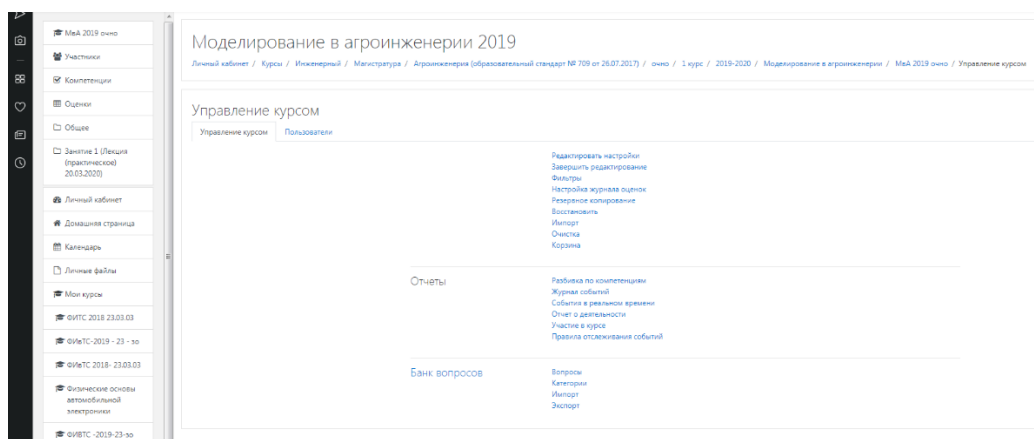 МвА 2019 очно
Участники
Компетенции
Оценки
Общее
Занятие 1 (Лекция
(практическое)
20.03.2020)
Личный кабинет
Домашняя страница
Календарь
Личные файлы
Мои курсы
ФИТС 2018 23.03.03
ФИвТС-2019 - 23 - зо
ФИвТС 2018- 23.03.03
Физические основы
автомобильной
электроники
ФИВТС -2019-23-зо
Моделирование в агроинженерии 2019
Личный кабинет / Курсы / Инженерный / Магистратура / Агроинженерия (образовательный стандарт № 709 от 26.07.2017) / очно / 1 курс / 2019-2020 / Моделирование в агроинженерии / МвА 2019 очно / Управление курсом
Управление курсом
Управление курсом Пользователи
Редактировать настройки
Завершить редактирование
Фильтры
Настройка журнала оценок
Резервное копирование
Восстановить
Импорт
Очистка
Корзина
Отчеты
Разбивка по компетенциям
Журнал событий
События в реальном времени
Отчет о деятельности
Участие в курсе
Правила отслеживания событий
Банк вопросов
Вопросы
Категории
Импорт
Экспорт